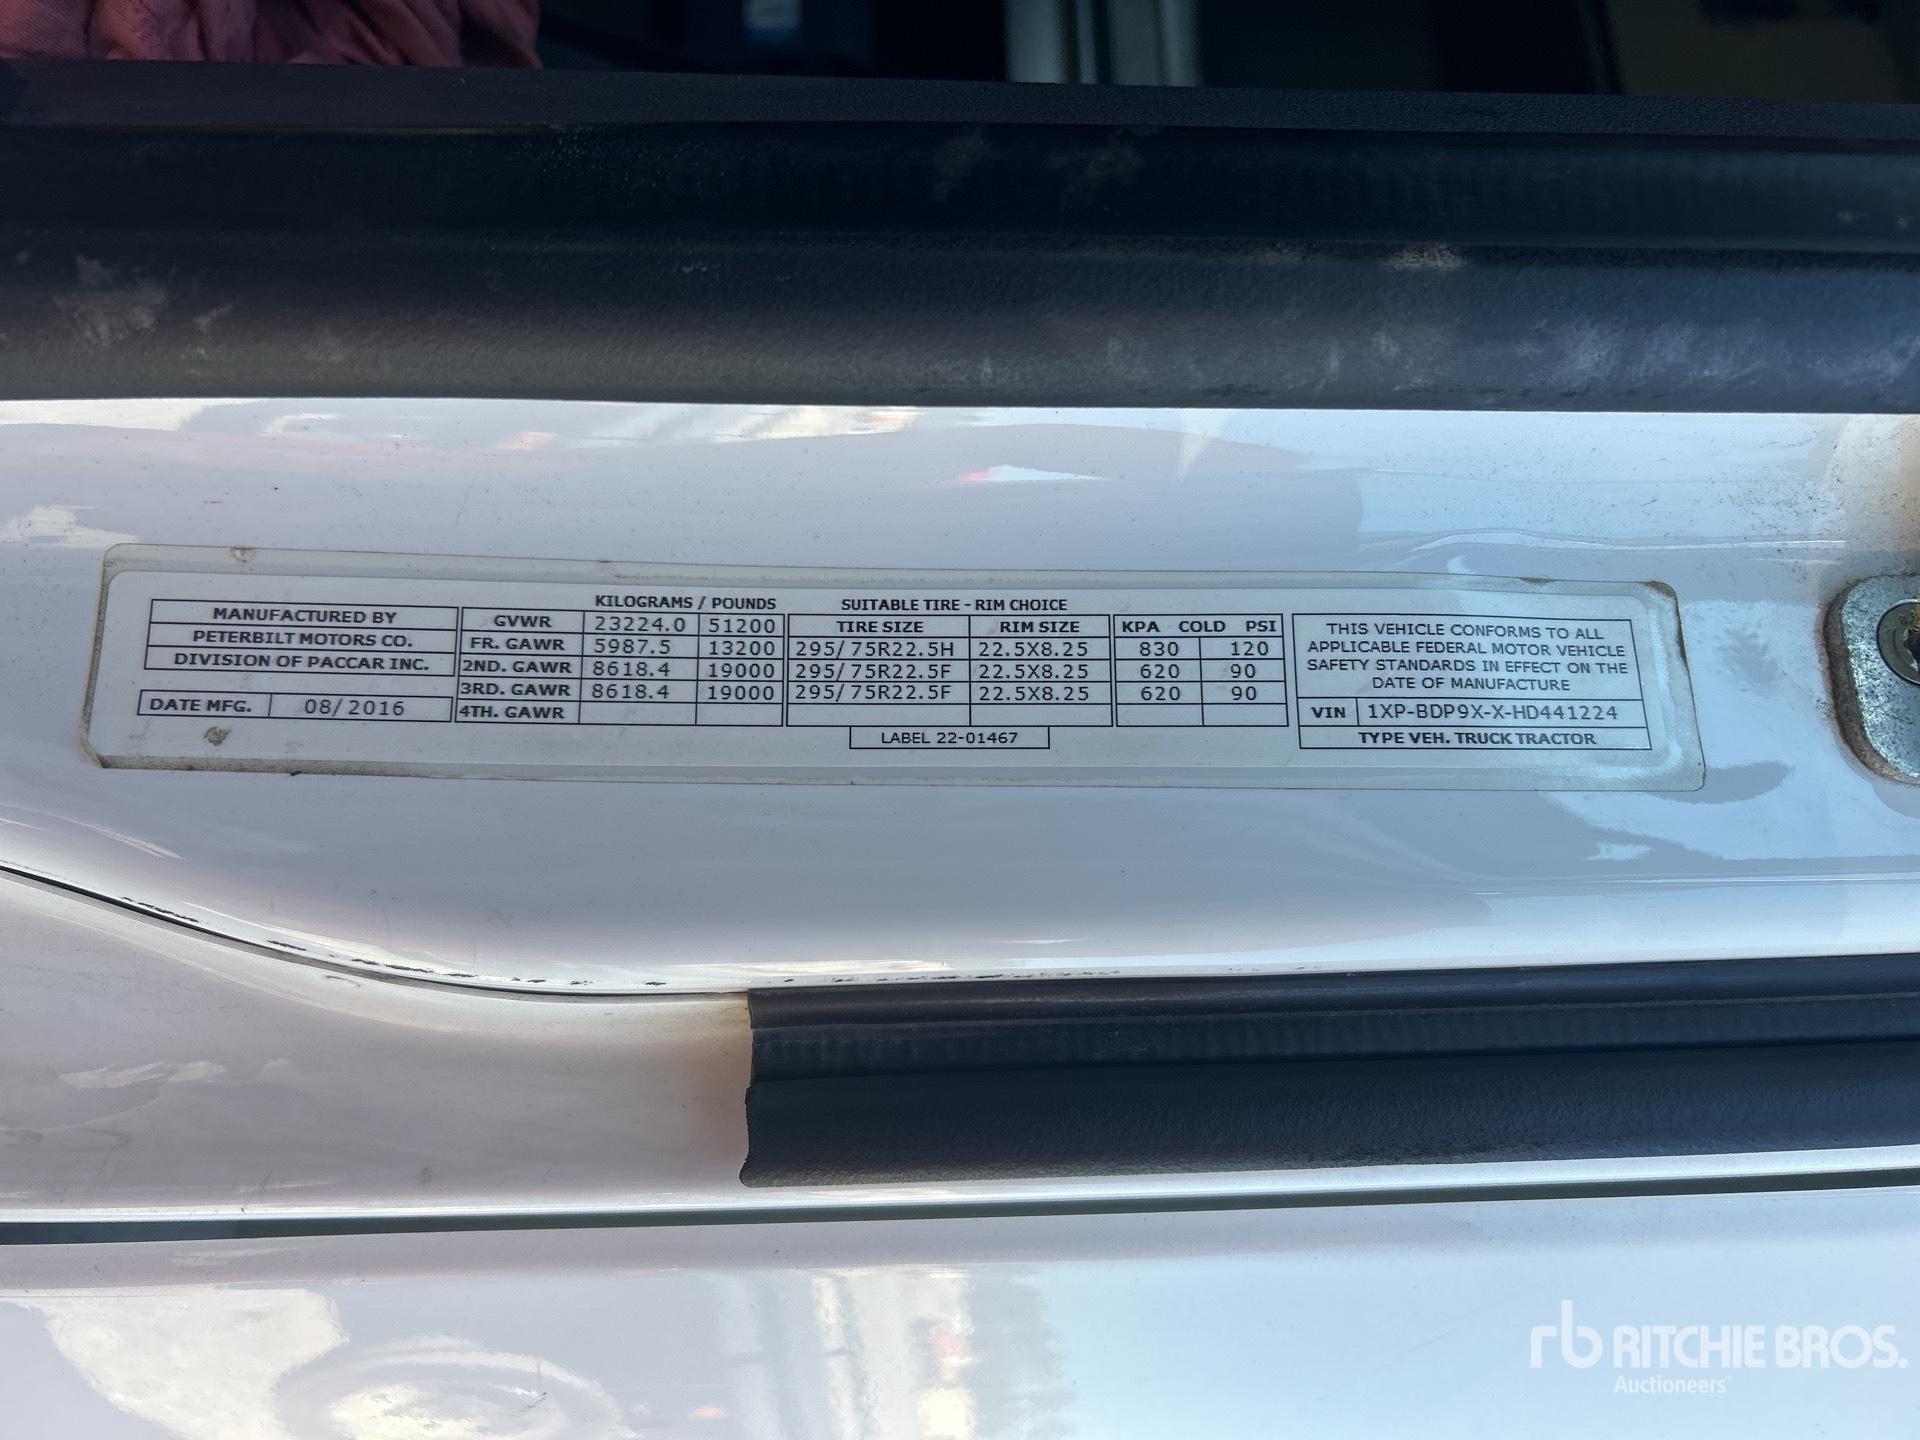 MANUFACTURED BY
PETERBILT MOTORS CO.
DIVISION OF PACCAR INC.
DATE MFG. 08/2016
KILOGRAMS / POUNDS
GVWR 23224.0 51200
FR. GAWR 5987.5 13200
2ND. GAWR 8618.4 19000
3RD. GAWR 8618.4 19000
4TH. GAWR
SUITABLE TIRE - RIM CHOICE
TIRE SIZE RIM SIZE
295/75R22.5H 22.5X8.25
295/75R22.5F 22.5X8.25
295/75R22.5F 22.5X8.25
KPA COLD PSI
830 120
620 90
620 90
LABEL 22-01467
THIS VEHICLE CONFORMS TO ALL
APPLICABLE FEDERAL MOTOR VEHICLE
SAFETY STANDARDS IN EFFECT ON THE
DATE OF MANUFACTURE
VIN 1XP-BDP9X-X-HD441224
TYPE VEH. TRUCK TRACTOR
rb RITCHIE BROS.
Auctioneers